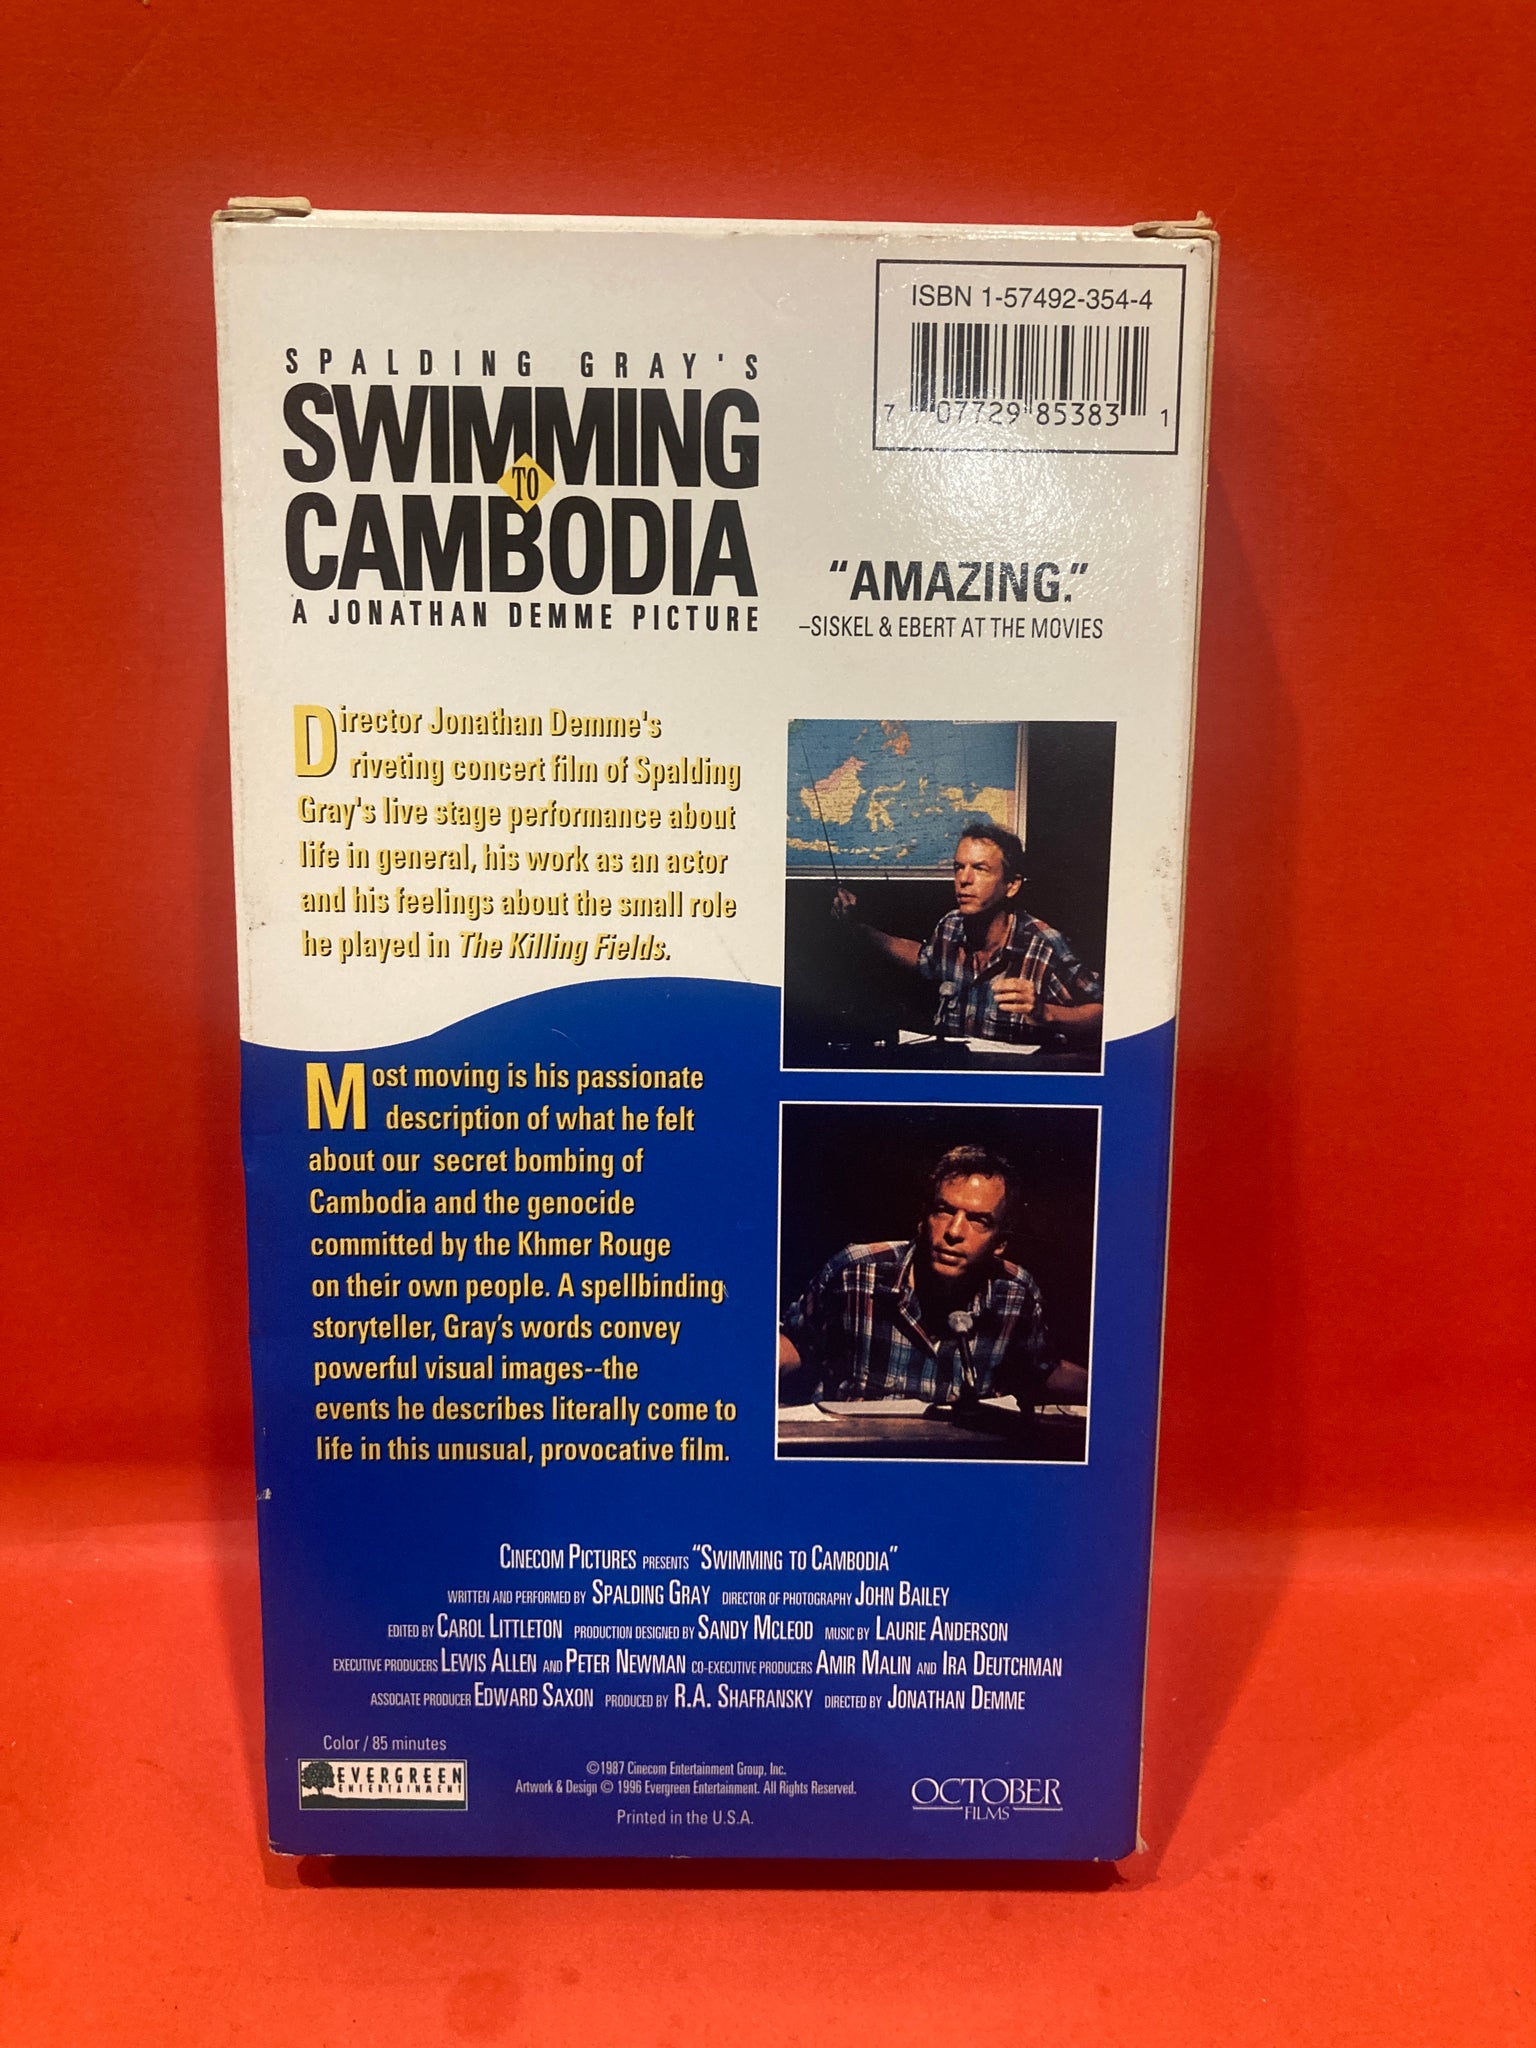 ISBN 1-57492-354-4
7 07729 85383 1
SPALDING GRAY'S
SWIMMING
TO
CAMBODIA
A JONATHAN DEMME PICTURE
"AMAZING."
–SISKEL & EBERT AT THE MOVIES
Director Jonathan Demme's
riveting concert film of Spalding
Gray's live stage performance about
life in general, his work as an actor
and his feelings about the small role
he played in The Killing Fields.
Most moving is his passionate
description of what he felt
about our secret bombing of
Cambodia and the genocide
committed by the Khmer Rouge
on their own people. A spellbinding
storyteller, Gray's words convey
powerful visual images--the
events he describes literally come to
life in this unusual, provocative film.
CINECOM PICTURES PRESENTS "SWIMMING TO CAMBODIA"
WRITTEN AND PERFORMED BY SPALDING GRAY DIRECTOR OF PHOTOGRAPHY JOHN BAILEY
EDITED BY CAROL LITTLETON PRODUCTION DESIGNED BY SANDY MCLEOD MUSIC BY LAURIE ANDERSON
EXECUTIVE PRODUCERS LEWIS ALLEN AND PETER NEWMAN CO-EXECUTIVE PRODUCERS AMIR MALIN AND IRA DEUTCHMAN
ASSOCIATE PRODUCER EDWARD SAXON PRODUCED BY R.A. SHAFRANSKY DIRECTED BY JONATHAN DEMME
Color / 85 minutes
EVERGREEN
ENTERTAINMENT
©1987 Cinecom Entertainment Group, Inc.
Artwork & Design © 1996 Evergreen Entertainment. All Rights Reserved.
Printed in the U.S.A.
OCTOBER
FILMS